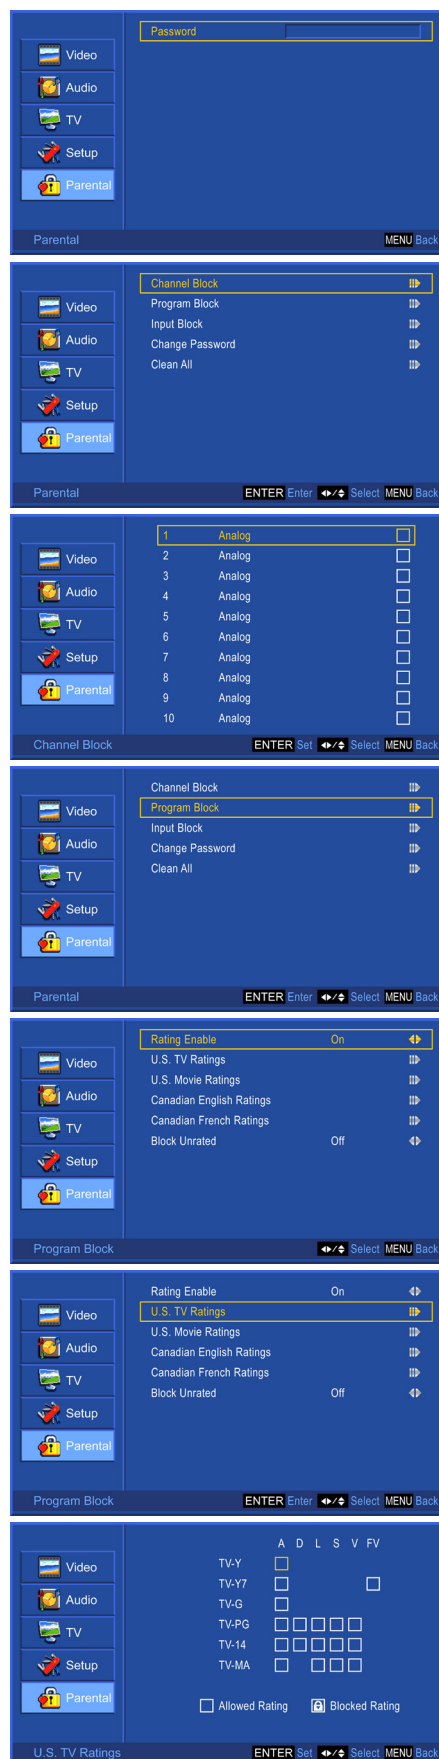 Password
Video
Audio
TV
Setup
Parental
Parental MENU Back
Channel Block
Program Block
Video
Input Block
Audio
Change Password
Clean All
TV
Setup
Parental
Parental ENTER Enter Select MENU Back
1 Analog
2 Analog
Video
3 Analog
Audio
4 Analog
5 Analog
TV
6 Analog
7 Analog
Setup
8 Analog
Parental
9 Analog
10 Analog
Channel Block ENTER Set Select MENU Back
Channel Block
Program Block
Video
Input Block
Audio
Change Password
Clean All
TV
Setup
Parental
Parental ENTER Enter Select MENU Back
Rating Enable On
U.S. TV Ratings
Video
U.S. Movie Ratings
Audio
Canadian English Ratings
Canadian French Ratings
TV
Block Unrated Off
Setup
Parental
Program Block Select MENU Back
Rating Enable On
U.S. TV Ratings
Video
U.S. Movie Ratings
Audio
Canadian English Ratings
Canadian French Ratings
TV
Block Unrated Off
Setup
Parental
Program Block ENTER Enter Select MENU Back
A D L S V FV
TV-Y
Video
TV-Y7
Audio
TV-G
TV-PG
TV
TV-14
Setup
TV-MA
Parental
Allowed Rating Blocked Rating
U.S. TV Ratings ENTER Set Select MENU Back